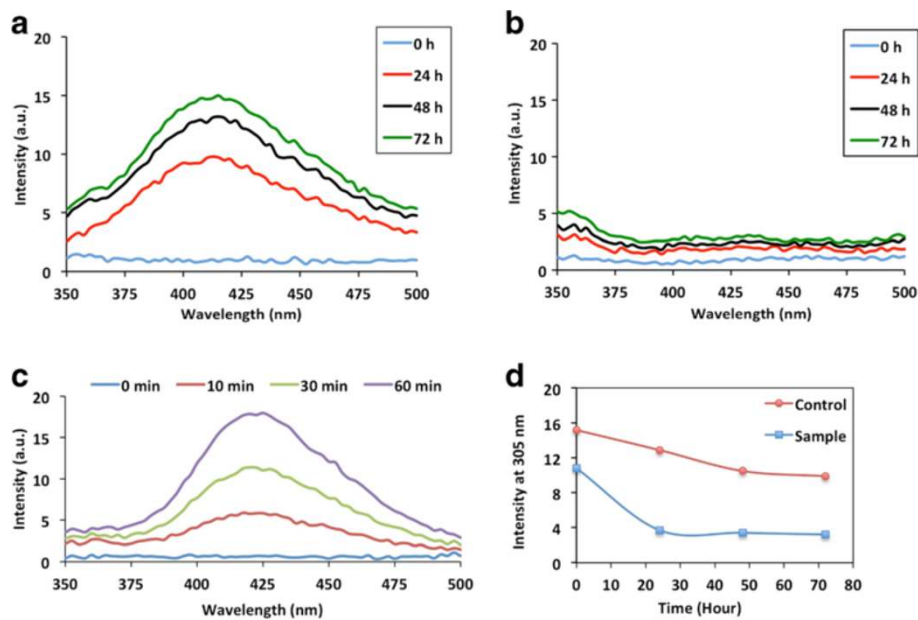 a
b
20
15
10
5
0
Intensity (a.u.)
350 375 400 425 450 475 500
Wavelength (nm)
0 h
24 h
48 h
72 h
20
15
10
5
0
Intensity (a.u.)
350 375 400 425 450 475 500
Wavelength (nm)
0 h
24 h
48 h
72 h
c
0 min 10 min 30 min 60 min
20
15
10
5
0
Intensity (a.u.)
350 375 400 425 450 475 500
Wavelength (nm)
d
20
16
12
8
4
0
Intensity at 305 nm
0 10 20 30 40 50 60 70 80
Time (Hour)
Control
Sample